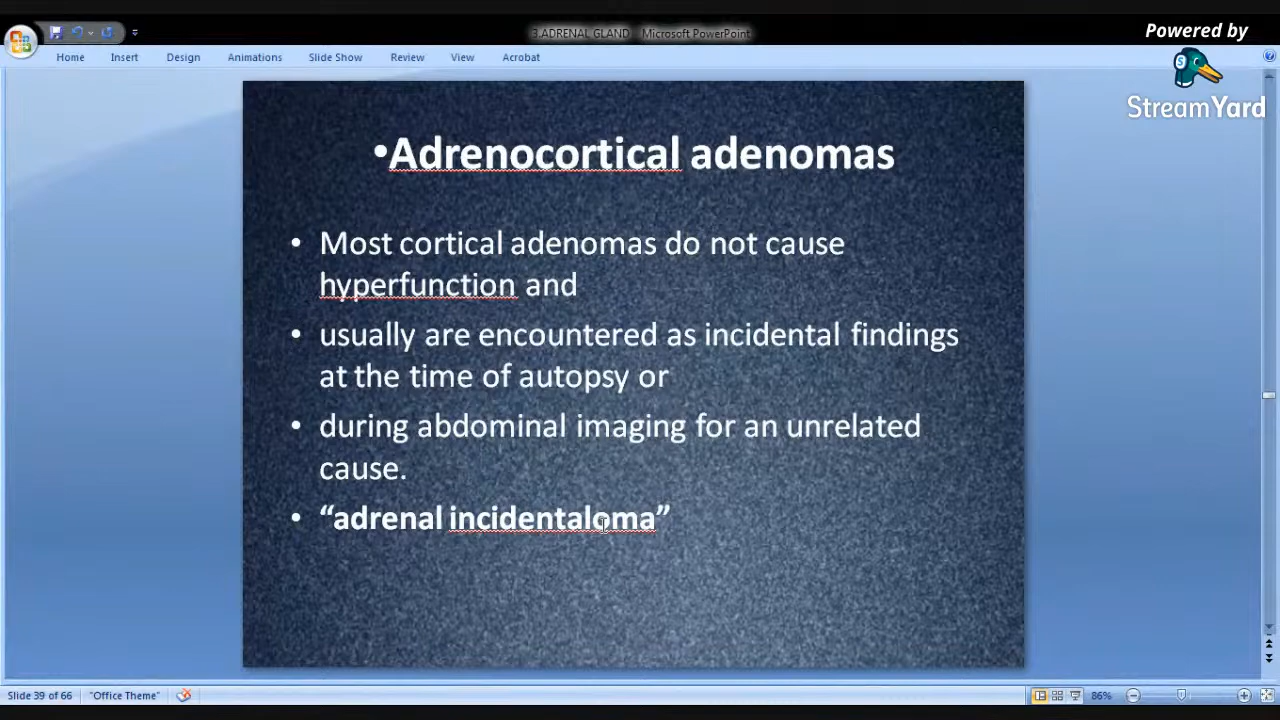 3.ADRENAL GLAND - Microsoft PowerPoint
Powered by
StreamYard
Home Insert Design Animations Slide Show Review View Acrobat
•Adrenocortical adenomas
• Most cortical adenomas do not cause
hyperfunction and
• usually are encountered as incidental findings
at the time of autopsy or
• during abdominal imaging for an unrelated
cause.
• “adrenal incidentaloma”
Slide 39 of 66 "Office Theme" 86%